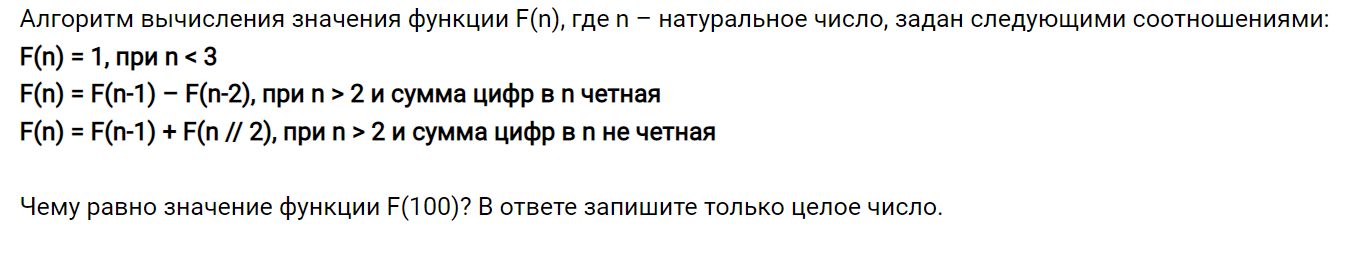 Алгоритм вычисления значения функции F(n), где n – натуральное число, задан следующими соотношениями:
F(n) = 1, при n < 3
F(n) = F(n-1) – F(n-2), при n > 2 и сумма цифр в n четная
F(n) = F(n-1) + F(n // 2), при n > 2 и сумма цифр в n не четная
Чему равно значение функции F(100)? В ответе запишите только целое число.